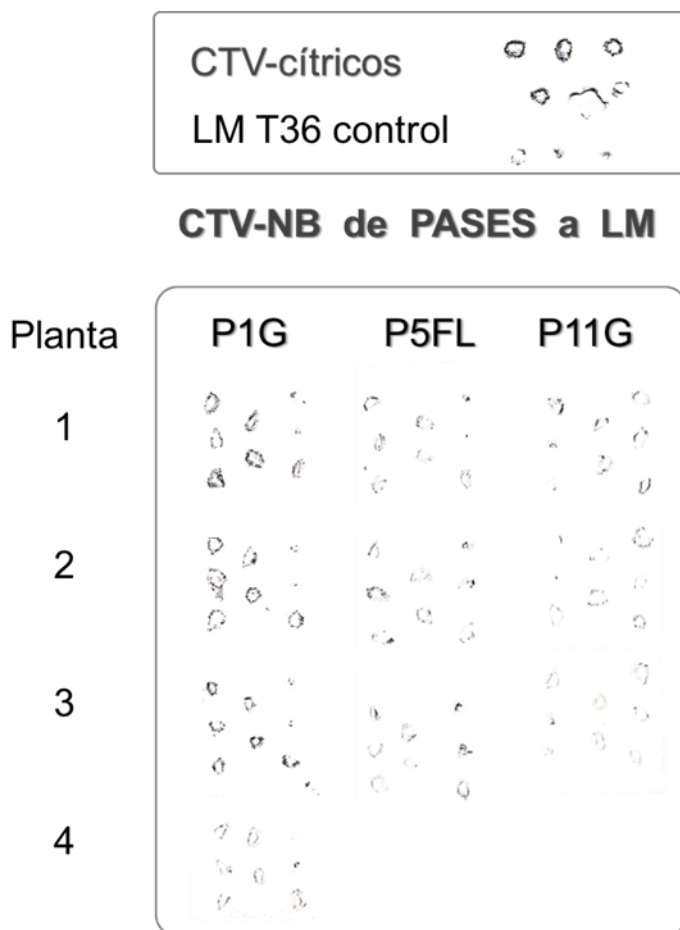 CTV-cítricos
LM T36 control
CTV-NB de PASES a LM
Planta P1G P5FL P11G
1
2
3
4